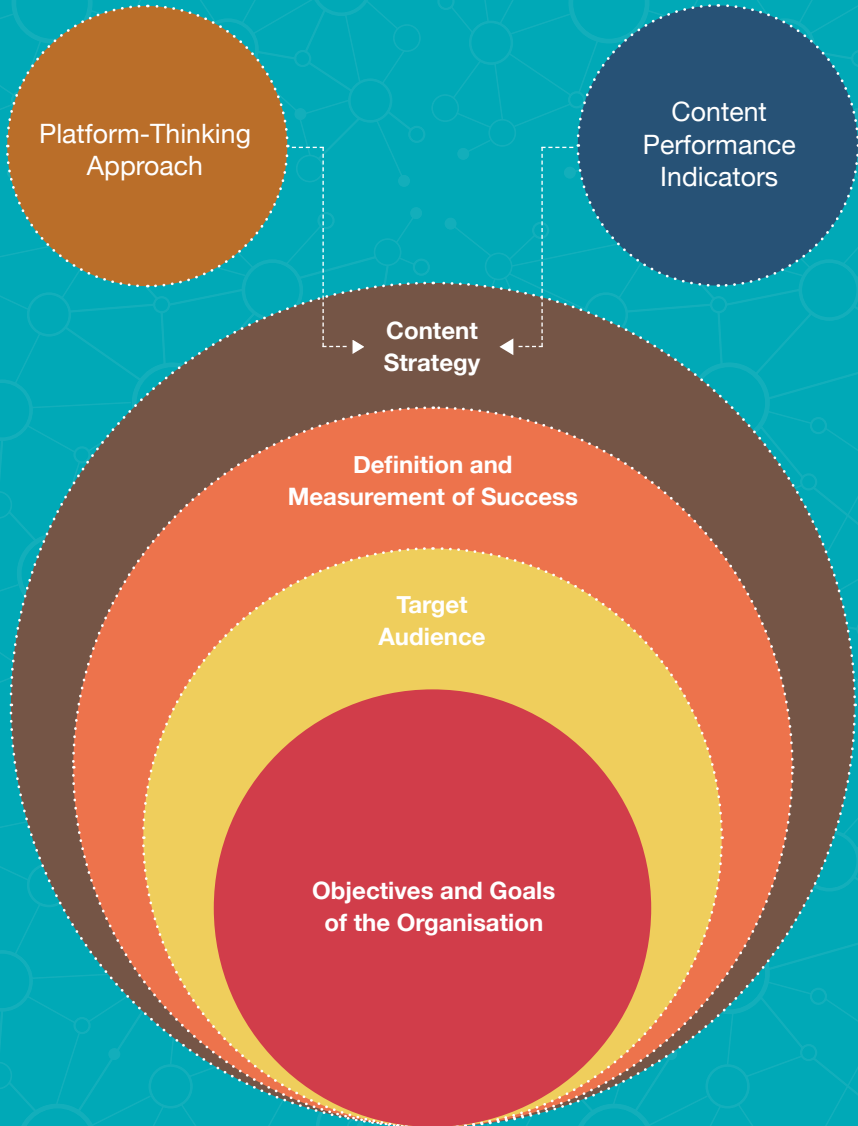 Platform-Thinking
Approach
Content
Performance
Indicators
Content
Strategy
Definition and
Measurement of Success
Target
Audience
Objectives and Goals
of the Organisation